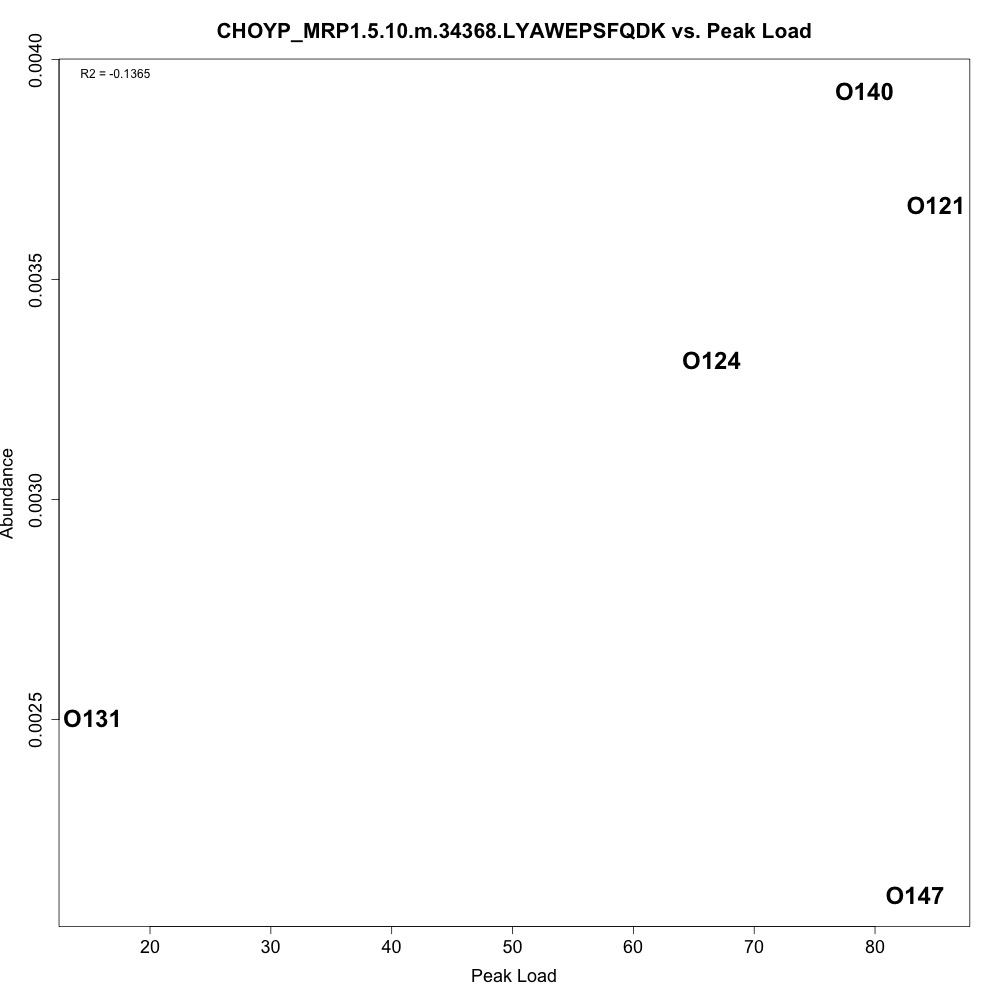 CHOYP_MRP1.5.10.m.34368.LYAWEPSFQDK vs. Peak Load
R2 = -0.1365
0.0040
O140
O121
0.0035
O124
Abundance
0.0030
0.0025
O131
O147
20 30 40 50 60 70 80
Peak Load